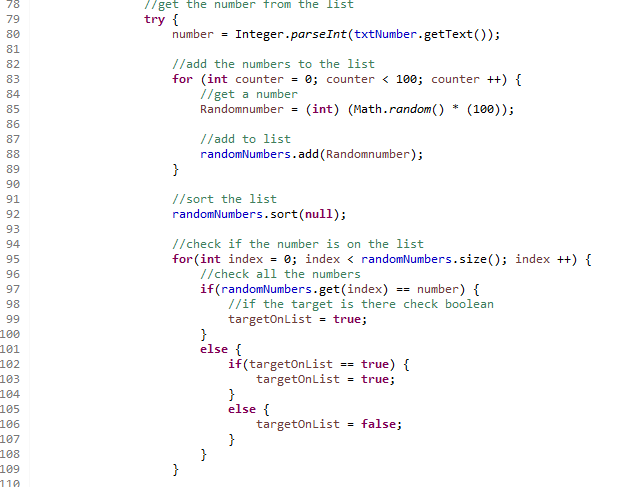 78 //get the number from the list
79 try {
80 number = Integer.parseInt(txtNumber.getText());
81
82 //add the numbers to the list
83 for (int counter = 0; counter < 100; counter ++) {
84 //get a number
85 Randomnumber = (int) (Math.random() * (100));
86
87 //add to list
88 randomNumbers.add(Randomnumber);
89 }
90
91 //sort the list
92 randomNumbers.sort(null);
93
94 //check if the number is on the list
95 for(int index = 0; index < randomNumbers.size(); index ++) {
96 //check all the numbers
97 if(randomNumbers.get(index) == number) {
98 //if the target is there check boolean
99 targetOnList = true;
100 }
101 else {
102 if(targetOnList == true) {
103 targetOnList = true;
104 }
105 else {
106 targetOnList = false;
107 }
108 }
109 }
110